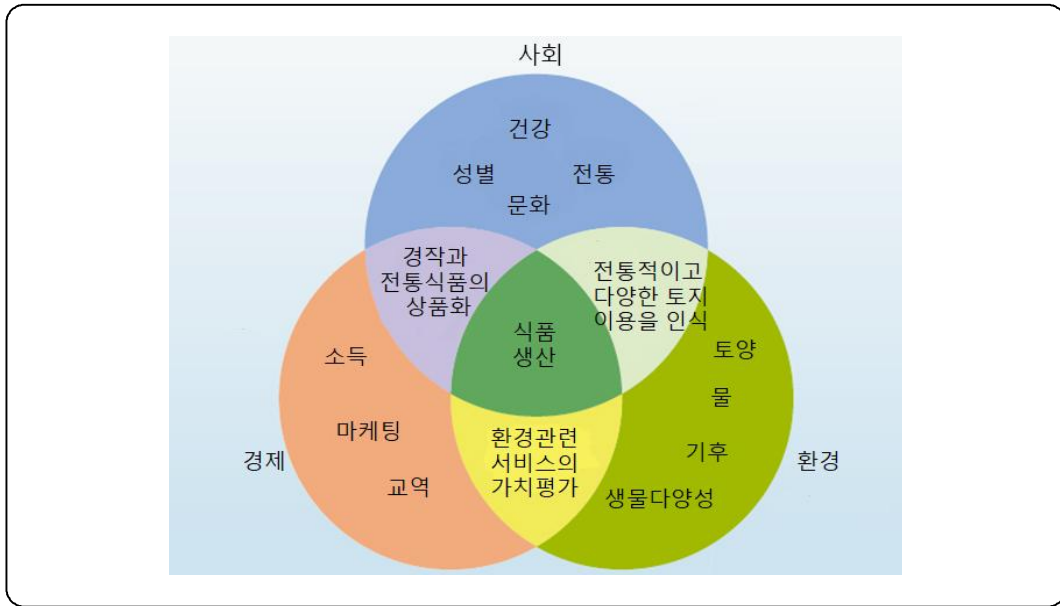 사회
건강
성별 전통
문화
경작과
전통식품의
상품화
전통적이고
다양한 토지
이용을 인식
식품
생산
소득
마케팅
교역
경제
환경관련
서비스의
가치평가
토양
물
기후
생물다양성
환경